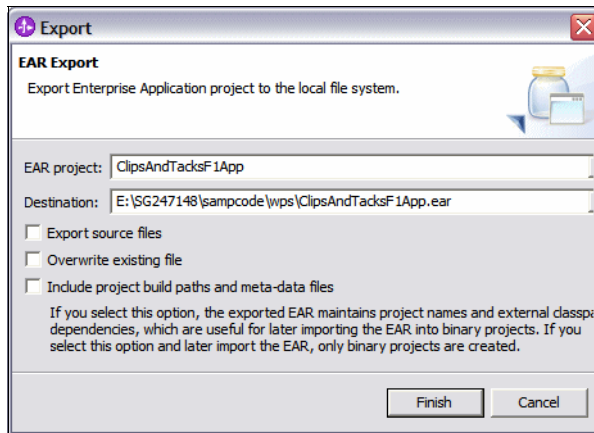 Export
EAR Export
Export Enterprise Application project to the local file system.
EAR project: ClipsAndTacksF1App
Destination: E:\SG247148\sampcode\wps\ClipsAndTacksF1App.ear
Export source files
Overwrite existing file
Include project build paths and meta-data files
If you select this option, the exported EAR maintains project names and external classpa
dependencies, which are useful for later importing the EAR into binary projects. If you
select this option and later import the EAR, only binary projects are created.
Finish Cancel